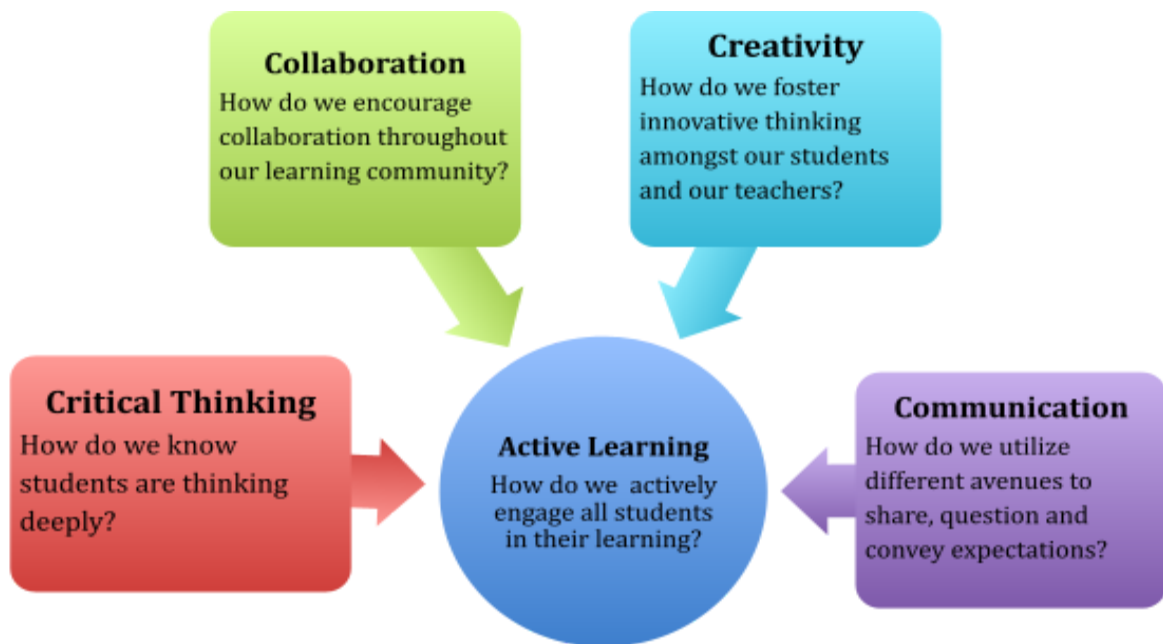 Collaboration
How do we encourage
collaboration throughout
our learning community?
Creativity
How do we foster
innovative thinking
amongst our students
and our teachers?
Critical Thinking
How do we know
students are thinking
deeply?
Active Learning
How do we actively
engage all students
in their learning?
Communication
How do we utilize
different avenues to
share, question and
convey expectations?